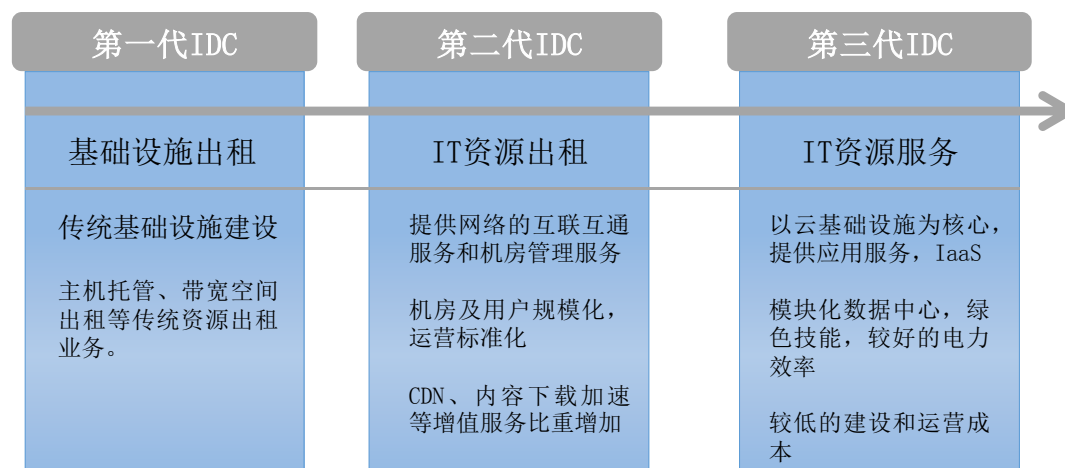 第一代IDC
第二代IDC
第三代IDC
基础设施出租
IT资源出租
IT资源服务
传统基础设施建设
主机托管、带宽空间
出租等传统资源出租
业务。
提供网络的互联互通
服务和机房管理服务
机房及用户规模化，
运营标准化
CDN、内容下载加速
等增值服务比重增加
以云基础设施为核心，
提供应用服务，IaaS
模块化数据中心，绿
色技能，较好的电力
效率
较低的建设和运营成
本